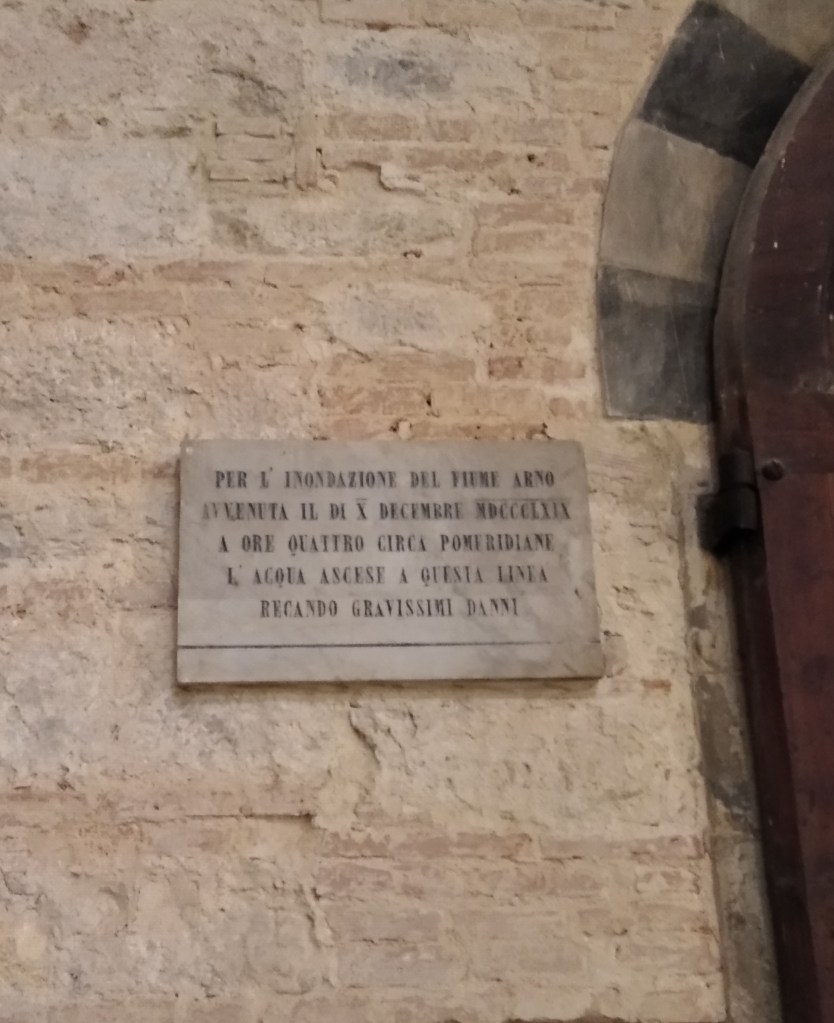 PER L' INONDAZIONE DEL FIUME ARNO
AVVENUTA IL DI X̅ DECEMBRE M̅D̅C̅C̅C̅L̅X̅I̅X̅
A ORE QUATTRO CIRCA POMERIDIANE
L' ACQUA ASCESE A QUESTA LINEA
RECANDO GRAVISSIMI DANNI